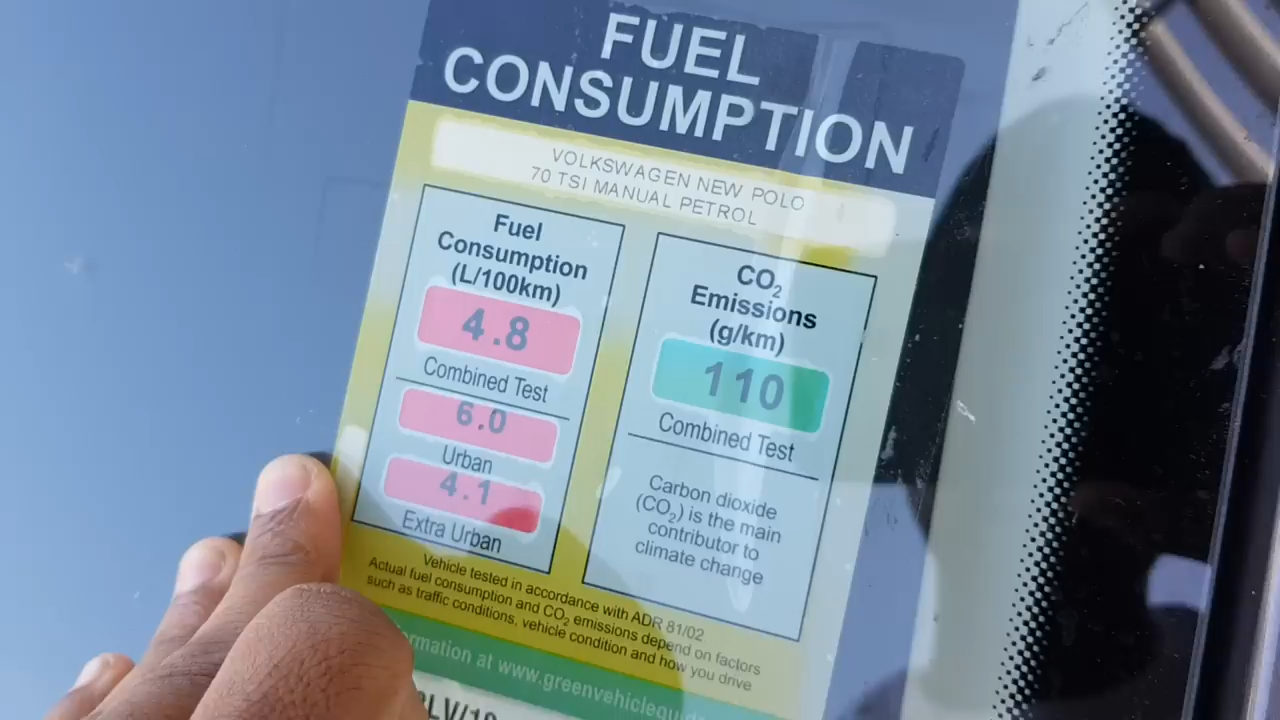 FUEL
CONSUMPTION
VOLKSWAGEN NEW POLO
70 TSI MANUAL PETROL
Fuel
Consumption
(L/100km)
4.8
Combined Test
6.0
Urban
4.1
Extra Urban
CO₂
Emissions
(g/km)
110
Combined Test
Carbon dioxide
(CO₂) is the main
contributor to
climate change
Vehicle tested in accordance with ADR 81/02
Actual fuel consumption and CO₂ emissions depend on factors
such as traffic conditions, vehicle condition and how you drive
at www.greenvehicleguide